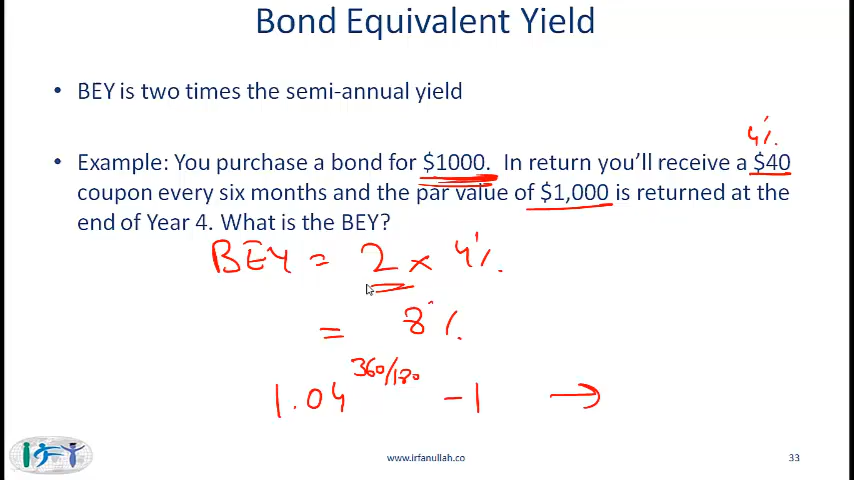 Bond Equivalent Yield
• BEY is two times the semi-annual yield
4%
• Example: You purchase a bond for $1000. In return you'll receive a $40
coupon every six months and the par value of $1,000 is returned at the
end of Year 4. What is the BEY?
BEY = 2 × 4%
= 8%
1.04^360/180 - 1 →
www.irfanullah.co
33